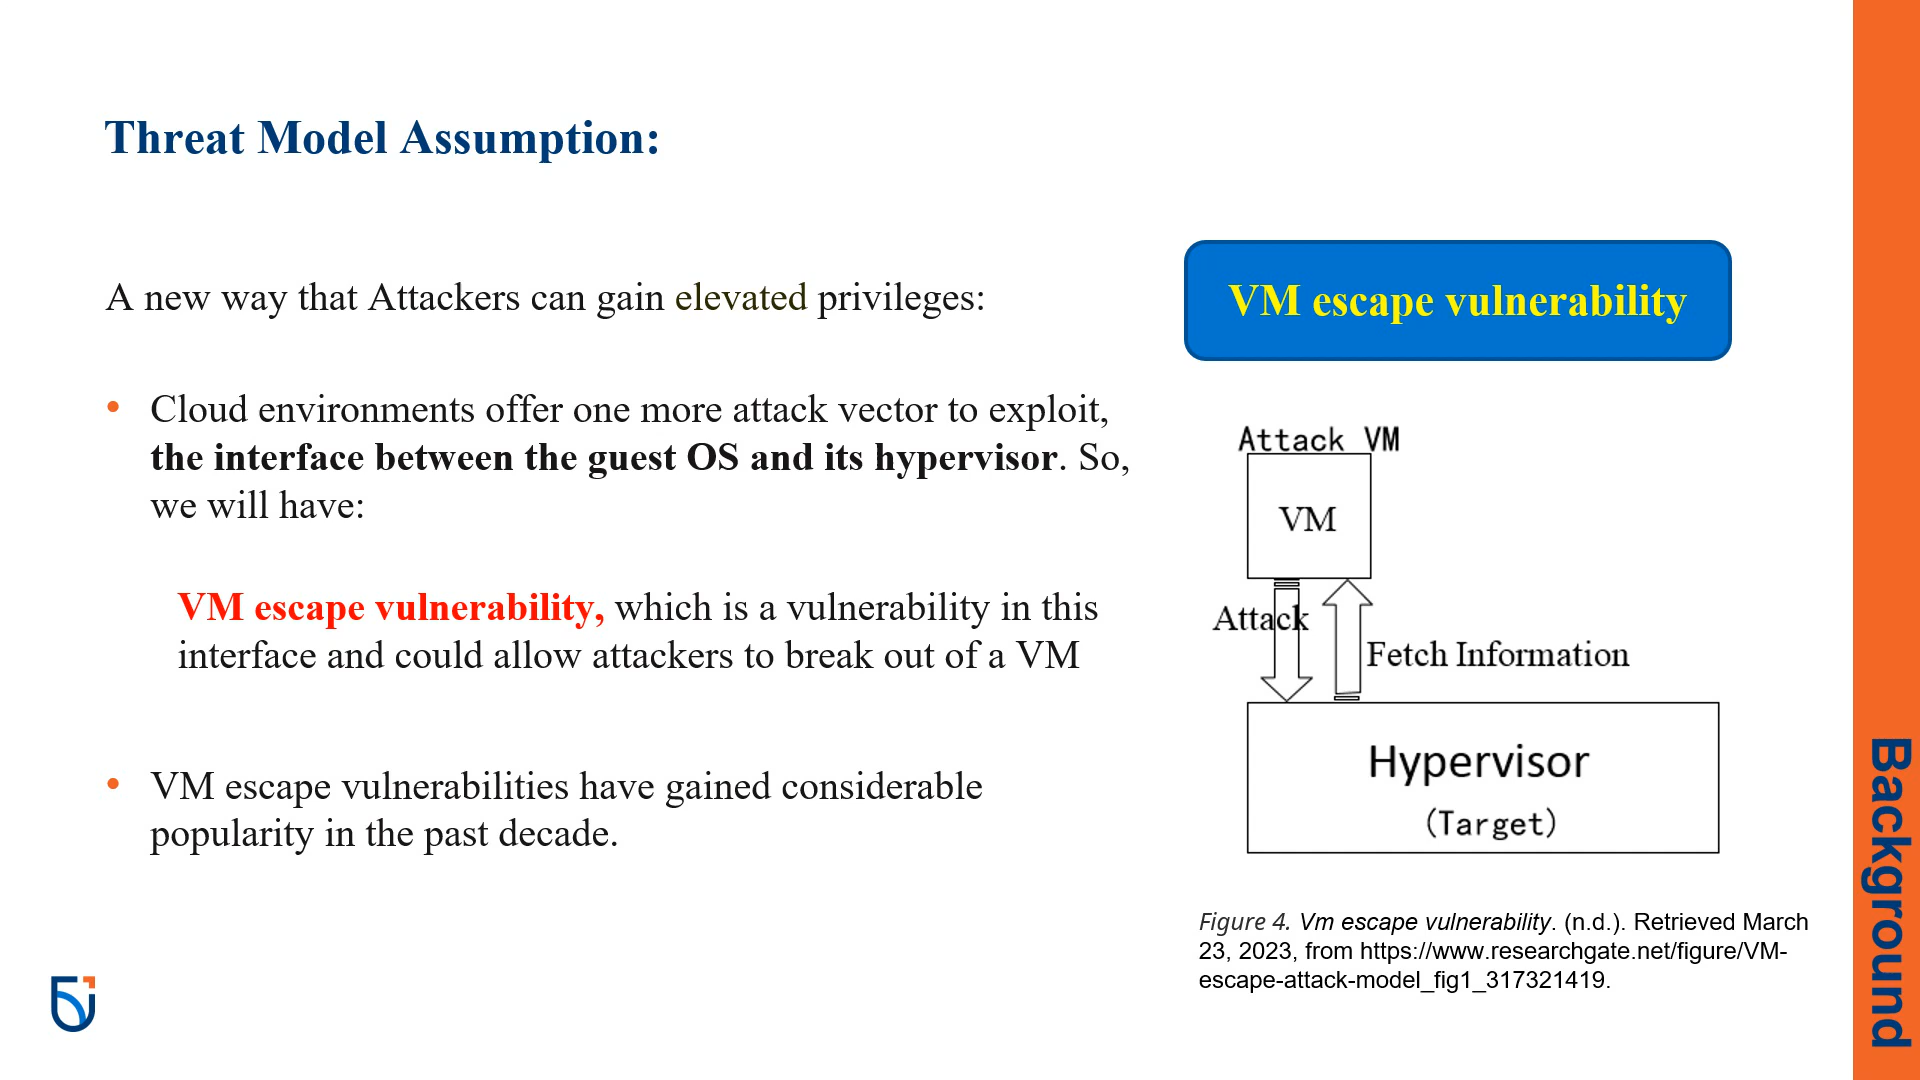 Threat Model Assumption:
A new way that Attackers can gain elevated privileges:
• Cloud environments offer one more attack vector to exploit,
the interface between the guest OS and its hypervisor. So,
we will have:
VM escape vulnerability, which is a vulnerability in this
interface and could allow attackers to break out of a VM
• VM escape vulnerabilities have gained considerable
popularity in the past decade.
VM escape vulnerability
Attack VM
VM
Attack
Fetch Information
Hypervisor
(Target)
Figure 4. Vm escape vulnerability. (n.d.). Retrieved March
23, 2023, from https://www.researchgate.net/figure/VM-
escape-attack-model_fig1_317321419.
Background